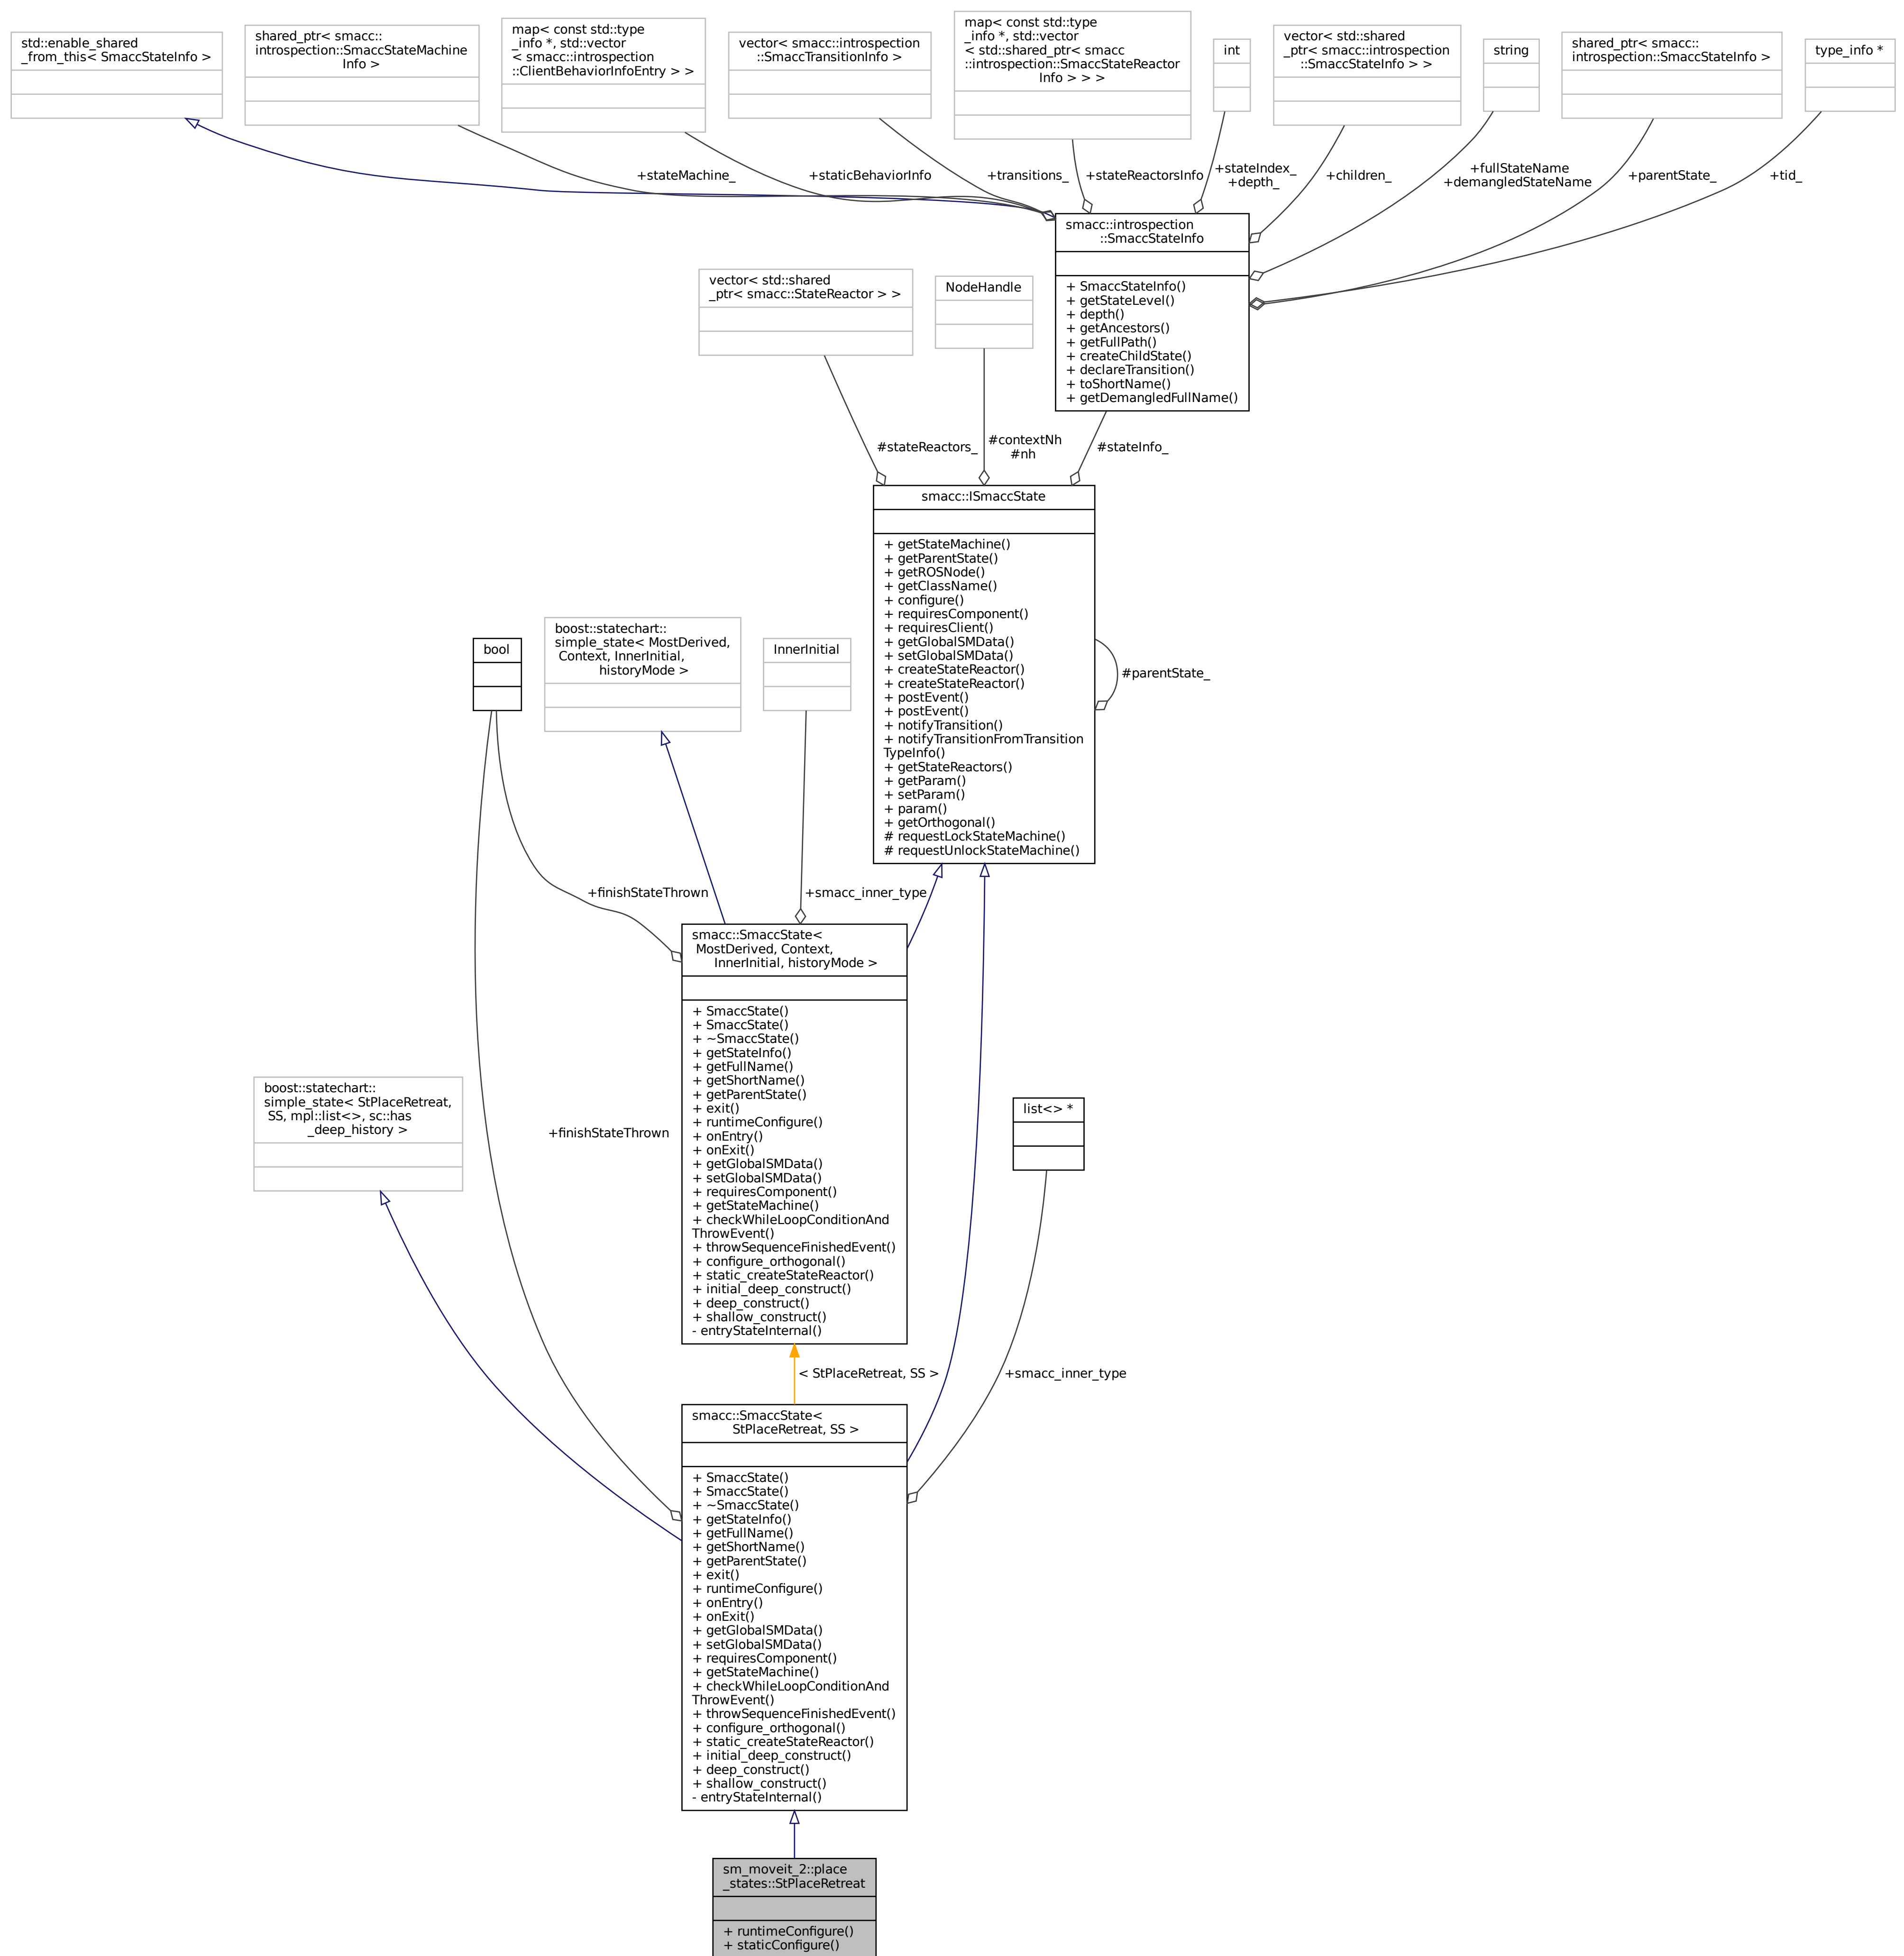 std::enable_shared
_from_this< SmaccStateInfo >
shared_ptr< smacc::
introspection::SmaccStateMachine
Info >
map< const std::type
_info *, std::vector
< smacc::introspection
::ClientBehaviorInfoEntry > >
vector< smacc::introspection
::SmaccTransitionInfo >
map< const std::type
_info *, std::vector
< std::shared_ptr< smacc
::introspection::SmaccStateReactor
Info > > >
int
vector< std::shared
_ptr< smacc::introspection
::SmaccStateInfo > >
string
shared_ptr< smacc::
introspection::SmaccStateInfo >
type_info *
+stateMachine_
+staticBehaviorInfo
+transitions_
+stateReactorsInfo
+stateIndex_
+depth_
+children_
+fullStateName
+demangledStateName
+parentState_
+tid_
smacc::introspection
::SmaccStateInfo
+ SmaccStateInfo()
+ getStateLevel()
+ depth()
+ getAncestors()
+ getFullPath()
+ createChildState()
+ declareTransition()
+ toShortName()
+ getDemangledFullName()
vector< std::shared
_ptr< smacc::StateReactor > >
NodeHandle
#stateReactors_
#contextNh
#nh
#stateInfo_
smacc::ISmaccState
+ getStateMachine()
+ getParentState()
+ getROSNode()
+ getClassName()
+ configure()
+ requiresComponent()
+ requiresClient()
+ getGlobalSMData()
+ setGlobalSMData()
+ createStateReactor()
+ createStateReactor()
+ postEvent()
+ postEvent()
+ notifyTransition()
+ notifyTransitionFromTransition
TypeInfo()
+ getStateReactors()
+ getParam()
+ setParam()
+ param()
+ getOrthogonal()
# requestLockStateMachine()
# requestUnlockStateMachine()
#parentState_
bool
boost::statechart::
simple_state< MostDerived,
Context, InnerInitial,
historyMode >
InnerInitial
+finishStateThrown
+smacc_inner_type
smacc::SmaccState<
MostDerived, Context,
InnerInitial, historyMode >
+ SmaccState()
+ SmaccState()
+ ~SmaccState()
+ getStateInfo()
+ getFullName()
+ getShortName()
+ getParentState()
+ exit()
+ runtimeConfigure()
+ onEntry()
+ onExit()
+ getGlobalSMData()
+ setGlobalSMData()
+ requiresComponent()
+ getStateMachine()
+ checkWhileLoopConditionAnd
ThrowEvent()
+ throwSequenceFinishedEvent()
+ configure_orthogonal()
+ static_createStateReactor()
+ initial_deep_construct()
+ deep_construct()
+ shallow_construct()
- entryStateInternal()
boost::statechart::
simple_state< StPlaceRetreat,
SS, mpl::list<>, sc::has
_deep_history >
+finishStateThrown
list<> *
< StPlaceRetreat, SS >
+smacc_inner_type
smacc::SmaccState<
StPlaceRetreat, SS >
+ SmaccState()
+ SmaccState()
+ ~SmaccState()
+ getStateInfo()
+ getFullName()
+ getShortName()
+ getParentState()
+ exit()
+ runtimeConfigure()
+ onEntry()
+ onExit()
+ getGlobalSMData()
+ setGlobalSMData()
+ requiresComponent()
+ getStateMachine()
+ checkWhileLoopConditionAnd
ThrowEvent()
+ throwSequenceFinishedEvent()
+ configure_orthogonal()
+ static_createStateReactor()
+ initial_deep_construct()
+ deep_construct()
+ shallow_construct()
- entryStateInternal()
sm_moveit_2::place
_states::StPlaceRetreat
+ runtimeConfigure()
+ staticConfigure()